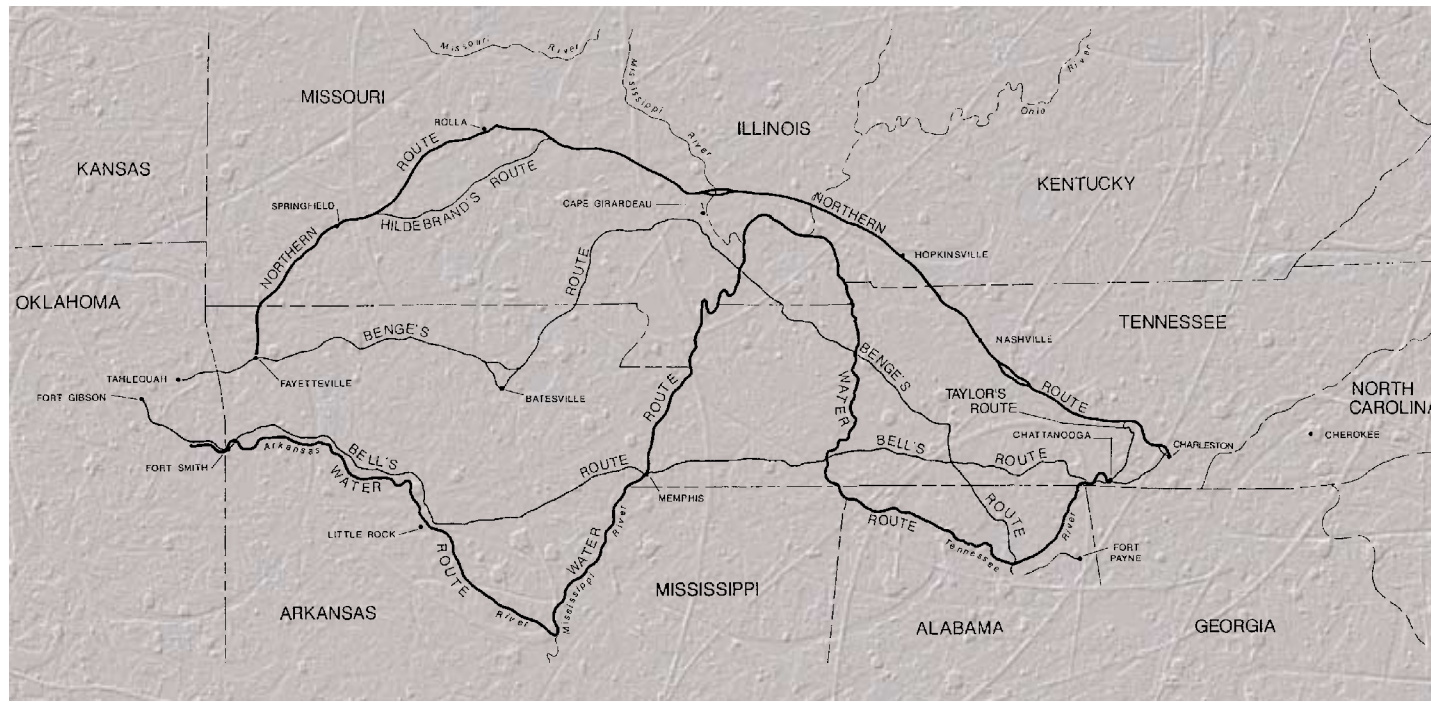 Missouri
River
Mississippi
River
Ohio
River
MISSOURI
ROLLA
ILLINOIS
KANSAS
ROUTE
KENTUCKY
SPRINGFIELD
HILDEBRAND'S ROUTE
CAPE GIRARDEAU
NORTHERN
NORTHERN
HOPKINSVILLE
ROUTE
OKLAHOMA
TENNESSEE
BENGE'S
NASHVILLE
BENGE'S
TAHLEQUAH
FAYETTEVILLE
FORT GIBSON
BATESVILLE
ROUTE
WATER
TAYLOR'S
ROUTE
ROUTE
NORTH
CAROLINA
CHEROKEE
CHATTANOOGA
CHARLESTON
Arkansas
FORT SMITH
BELL'S
WATER
ROUTE
BELL'S
ROUTE
MEMPHIS
LITTLE ROCK
ROUTE
River
WATER
River
Mississippi
ROUTE
Tennessee
ROUTE
River
FORT
PAYNE
ARKANSAS
MISSISSIPPI
ALABAMA
GEORGIA